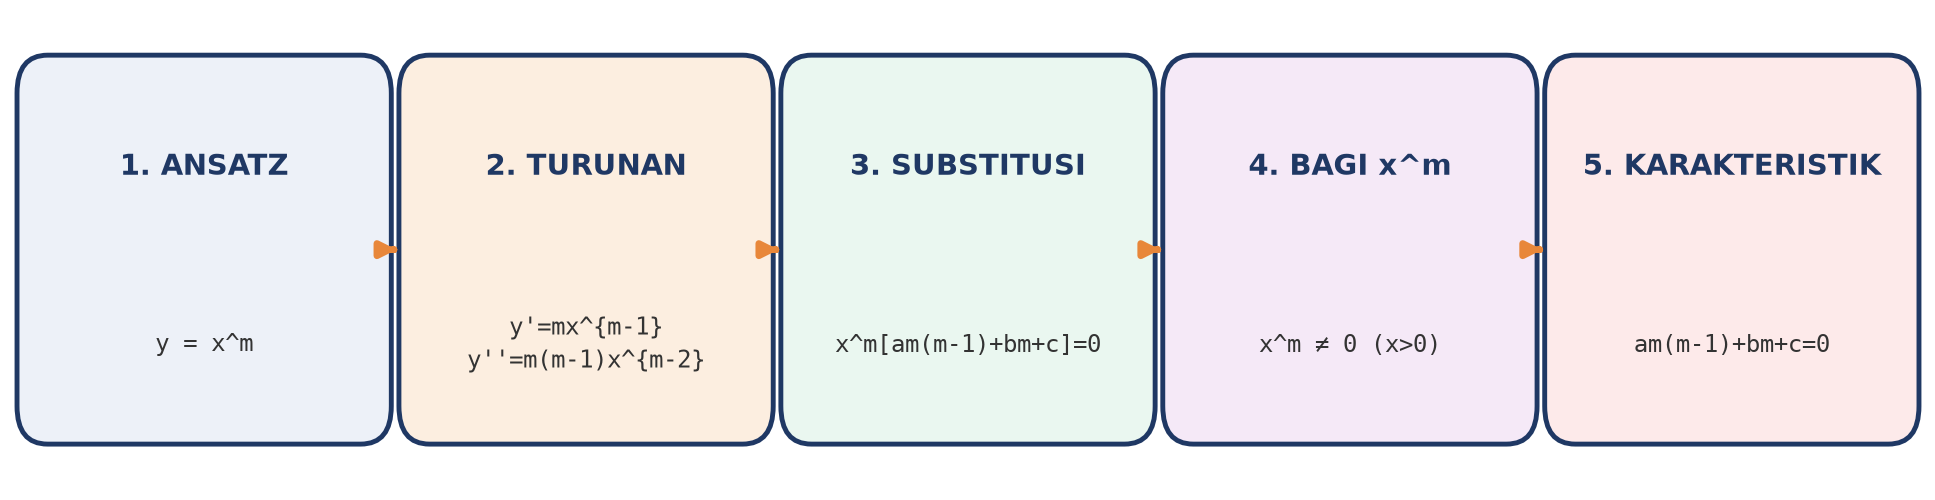 1. ANSATZ
y = x^m
2. TURUNAN
y'=mx^{m-1}
y''=m(m-1)x^{m-2}
3. SUBSTITUSI
x^m[am(m-1)+bm+c]=0
4. BAGI x^m
x^m ≠ 0 (x>0)
5. KARAKTERISTIK
am(m-1)+bm+c=0